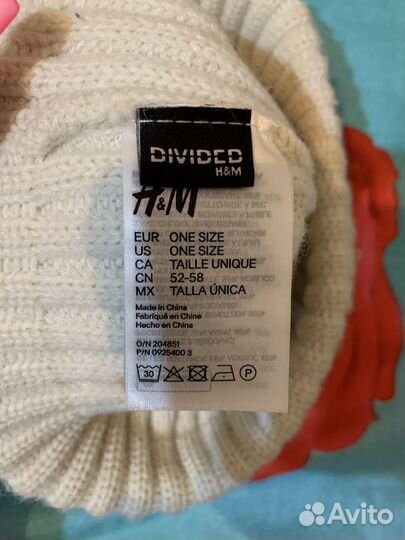 DIVIDED
H&M
H&M
EUR ONE SIZE
US ONE SIZE
CA TAILLE UNIQUE
CN 52-58
MX TALLA ÚNICA
Made in China
Fabriqué en Chine
Hecho en China
O/N 204851
P/N 0925400 3
30
P
Avito